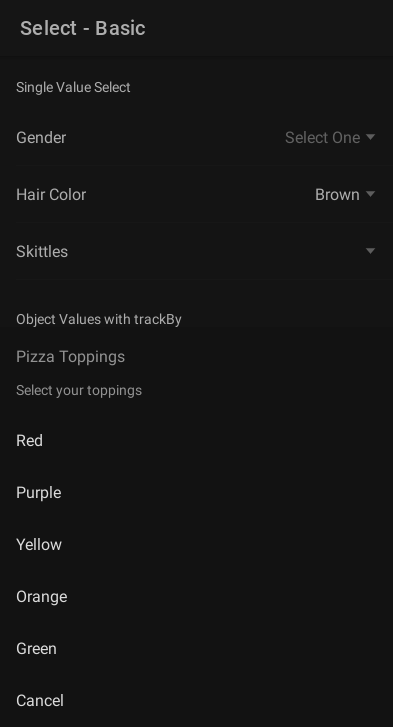 Select - Basic
Single Value Select
Gender Select One
Hair Color Brown
Skittles
Object Values with trackBy
Pizza Toppings
Select your toppings
Red
Purple
Yellow
Orange
Green
Cancel